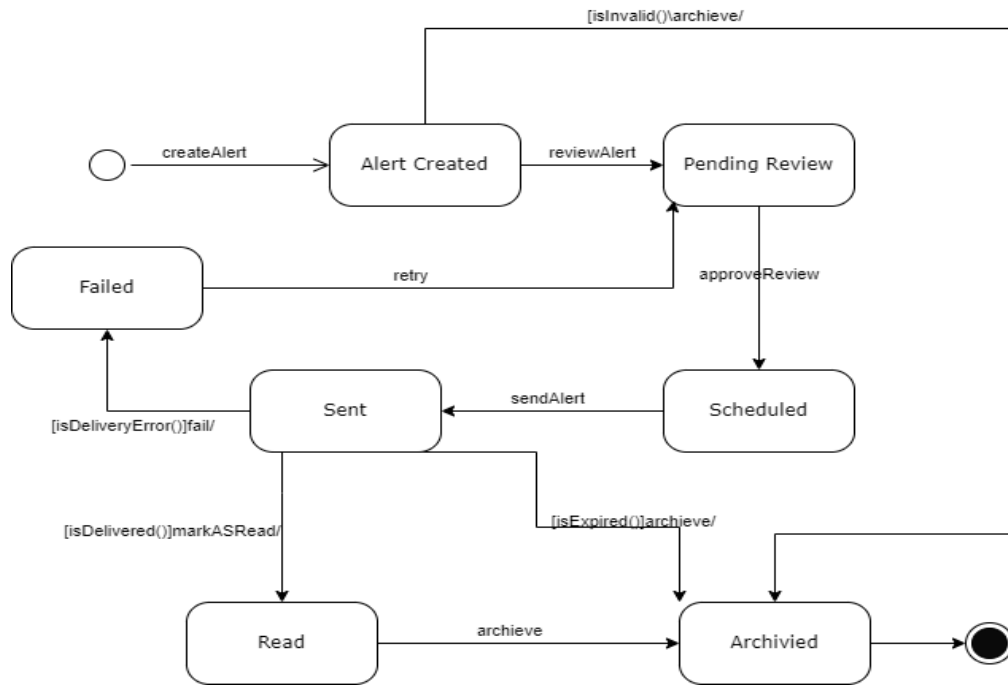 [isInvalid()\archieve/
createAlert
Alert Created
reviewAlert
Pending Review
Failed
retry
approveReview
Sent
sendAlert
Scheduled
[isDeliveryError()]fail/
[isDelivered()]markASRead/
[isExpired()]archieve/
Read
archieve
Archivied